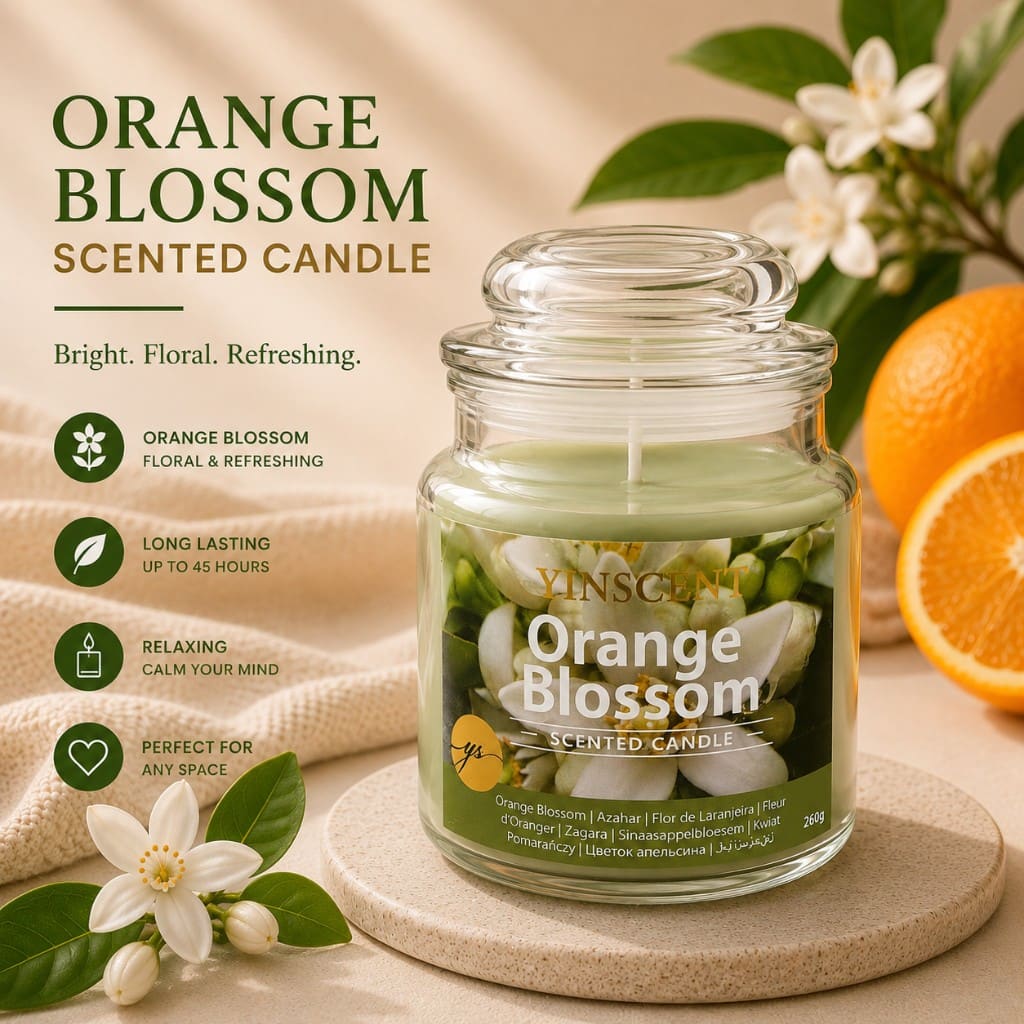 ORANGE
BLOSSOM
SCENTED CANDLE
Bright. Floral. Refreshing.
ORANGE BLOSSOM
FLORAL & REFRESHING
LONG LASTING
UP TO 45 HOURS
RELAXING
CALM YOUR MIND
PERFECT FOR
ANY SPACE
YINSCENT
Orange
Blossom
SCENTED CANDLE
ys
Orange Blossom | Azahar | Flor de Laranjeira | Fleur
d'Oranger | Zagara | Sinaasappelbloesem | Kwiat
Pomarańczy | Цветок апельсина |
260g